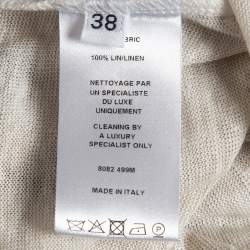 38
BRIC
100% LIN/LINEN
NETTOYAGE PAR
UN SPECIALISTE
DU LUXE
UNIQUEMENT
CLEANING BY
A LUXURY
SPECIALIST ONLY
8082 499M
MADE IN ITALY
P